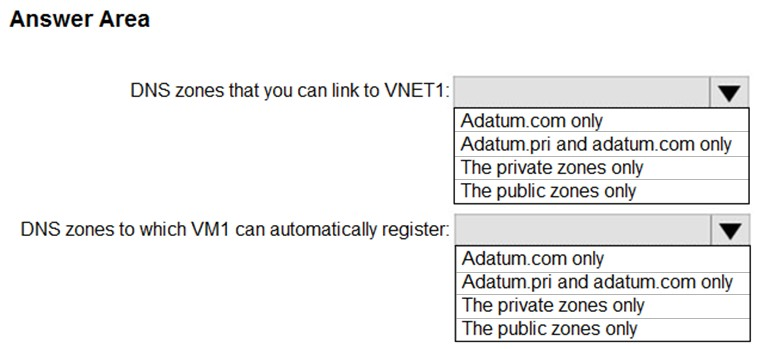 Answer Area
DNS zones that you can link to VNET1:
Adatum.com only
Adatum.pri and adatum.com only
The private zones only
The public zones only
DNS zones to which VM1 can automatically register:
Adatum.com only
Adatum.pri and adatum.com only
The private zones only
The public zones only